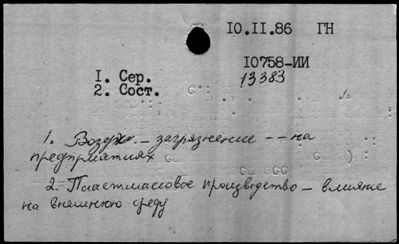 10.II.86 ГН
10758-ИИ
13383
1. Сер.
2. Сост.
1. Воздух – загрязнение -- на
предприятиях
2. Пластмассовое производство – влияние
на внешнюю среду